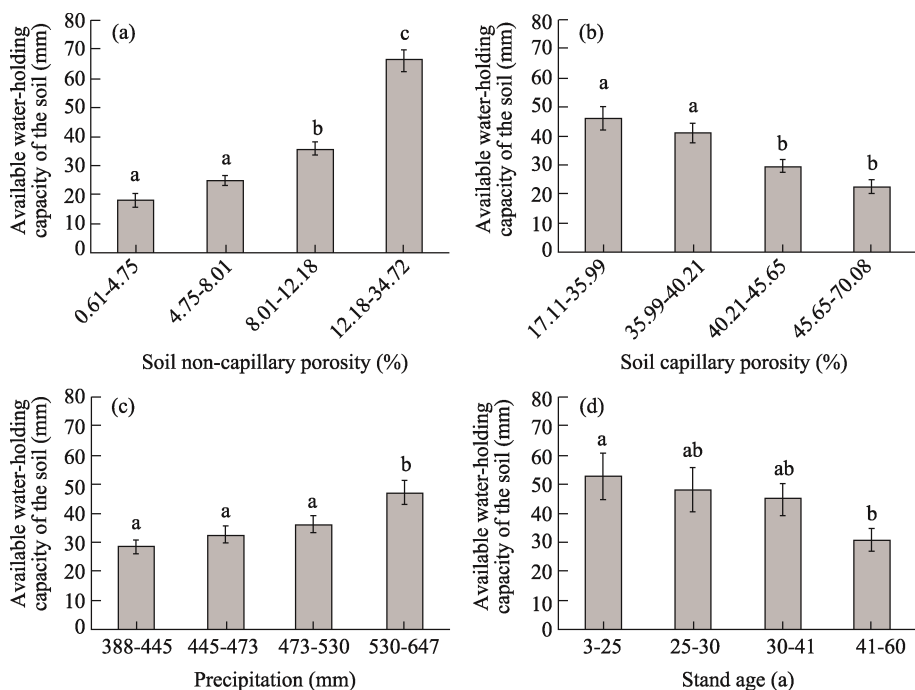 (a)
Available water-holding
capacity of the soil (mm)
80
70
60
50
40
30
20
10
0
a
a
b
c
0.61-4.75
4.75-8.01
8.01-12.18
12.18-34.72
Soil non-capillary porosity (%)
(b)
Available water-holding
capacity of the soil (mm)
80
70
60
50
40
30
20
10
0
a
a
b
b
17.11-35.99
35.99-40.21
40.21-45.65
45.65-70.08
Soil capillary porosity (%)
(c)
Available water-holding
capacity of the soil (mm)
80
70
60
50
40
30
20
10
0
a
a
a
b
388-445 445-473 473-530 530-647
Precipitation (mm)
(d)
Available water-holding
capacity of the soil (mm)
80
70
60
50
40
30
20
10
0
a
ab
ab
b
3-25 25-30 30-41 41-60
Stand age (a)